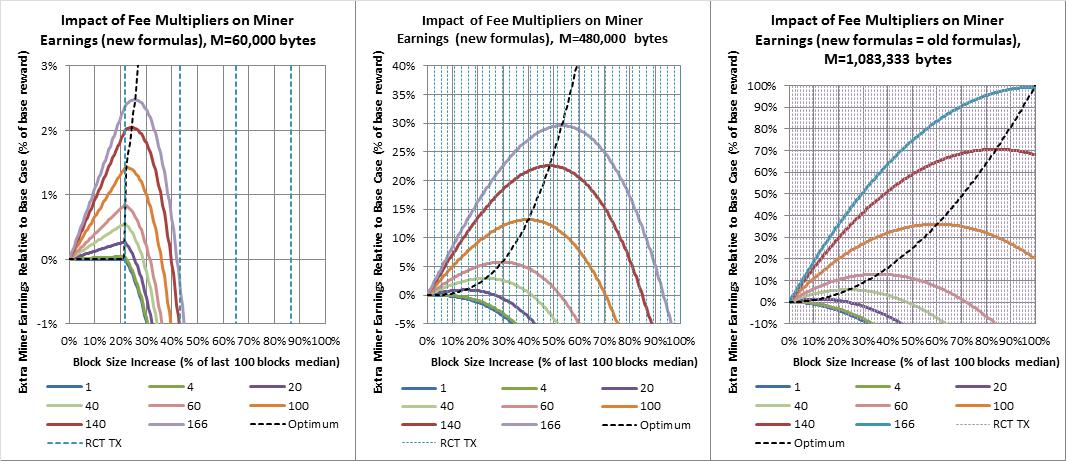 Impact of Fee Multipliers on Miner
Earnings (new formulas), M=60,000 bytes
Extra Miner Earnings Relative to Base Case (% of base reward)
3%
2%
1%
0%
-1%
0% 10% 20% 30% 40% 50% 60% 70% 80% 90%100%
Block Size Increase (% of last 100 blocks median)
1 4 20
40 60 100
140 166 Optimum
RCT TX
Impact of Fee Multipliers on Miner
Earnings (new formulas), M=480,000 bytes
Extra Miner Earnings Relative to Base Case (% of base reward)
40%
35%
30%
25%
20%
15%
10%
5%
0%
-5%
0% 10% 20% 30% 40% 50% 60% 70% 80% 90%100%
Block Size Increase (% of last 100 blocks median)
1 4 20
40 60 100
140 166 Optimum
RCT TX
Impact of Fee Multipliers on Miner
Earnings (new formulas = old formulas),
M=1,083,333 bytes
Extra Miner Earnings Relative to Base Case (% of base reward)
100%
90%
80%
70%
60%
50%
40%
30%
20%
10%
0%
-10%
0% 10% 20% 30% 40% 50% 60% 70% 80% 90%100%
Block Size Increase (% of last 100 blocks median)
1 4 20
40 60 100
140 166 RCT TX
Optimum